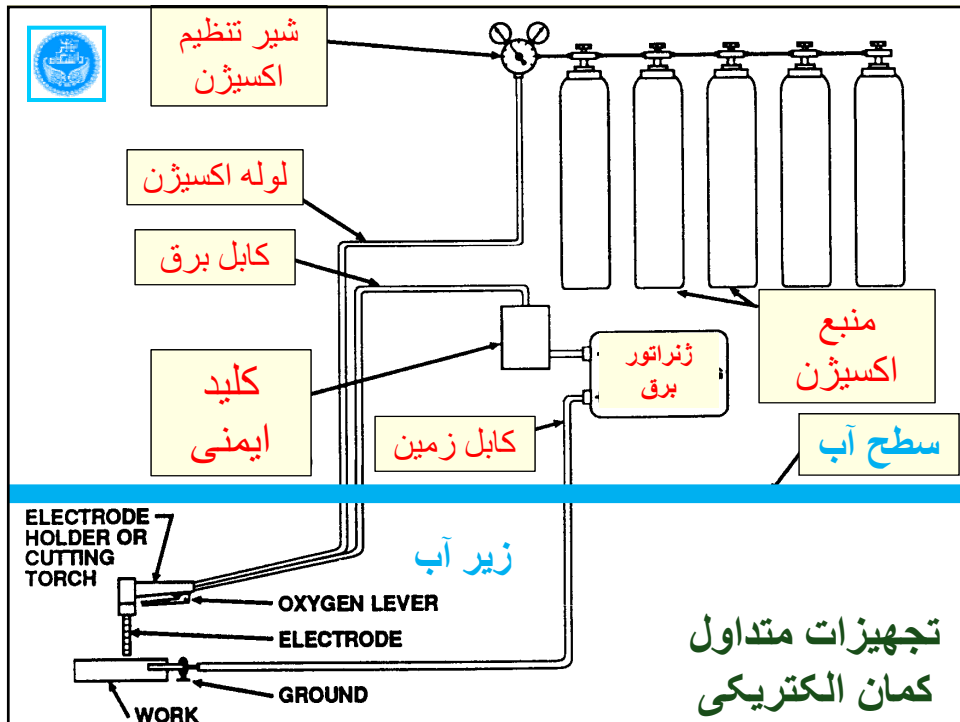 شیر تنظیم
اکسیژن
لوله اکسیژن
کابل برق
کلید
ایمنی
ژنراتور
برق
منبع
اکسیژن
کابل زمین
سطح آب
زیر آب
ELECTRODE
HOLDER OR
CUTTING
TORCH
OXYGEN LEVER
ELECTRODE
GROUND
WORK
تجهیزات متداول
کمان الکتریکی